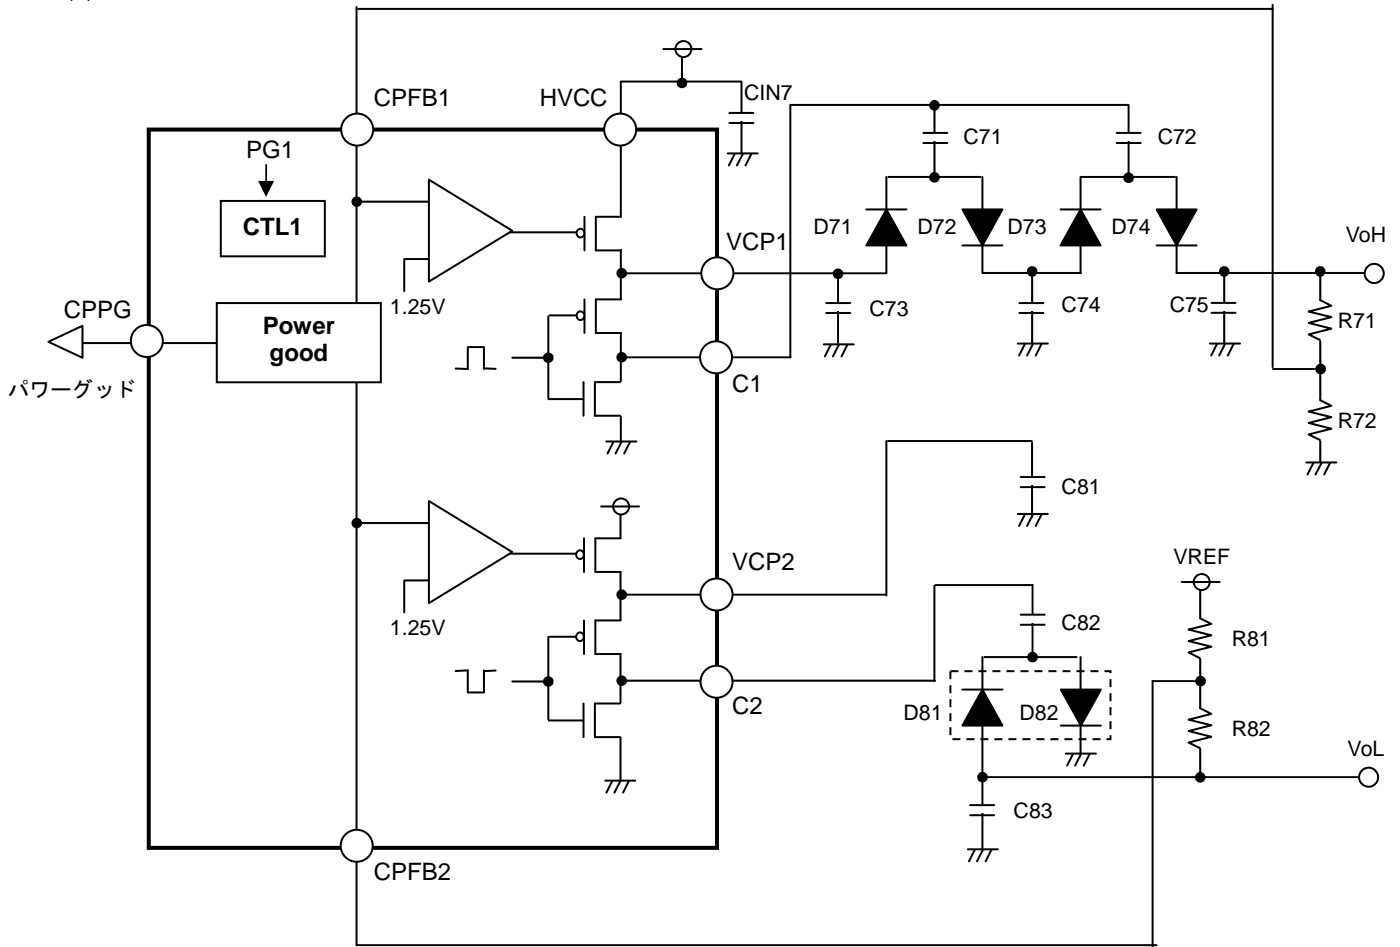 CPFB1
HVCC
CIN7
C71
C72
PG1
CTL1
VCP1
D71
D72
D73
D74
VoH
CPPG
1.25V
C73
C74
C75
R71
Power
good
パワーグッド
C1
R72
C81
VCP2
VREF
1.25V
C82
R81
C2
D81
D82
R82
VoL
C83
CPFB2